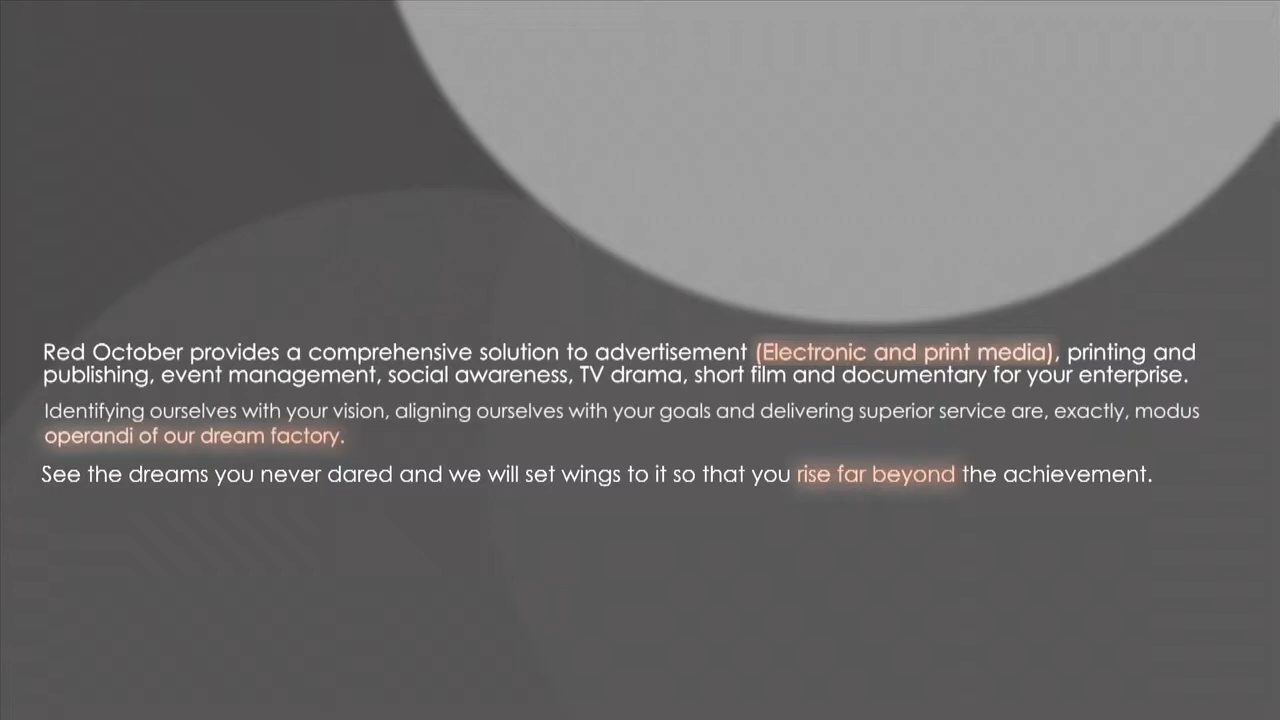 Red October provides a comprehensive solution to advertisement (Electronic and print media), printing and
publishing, event management, social awareness, TV drama, short film and documentary for your enterprise.
Identifying ourselves with your vision, aligning ourselves with your goals and delivering superior service are, exactly, modus
operandi of our dream factory.
See the dreams you never dared and we will set wings to it so that you rise far beyond the achievement.